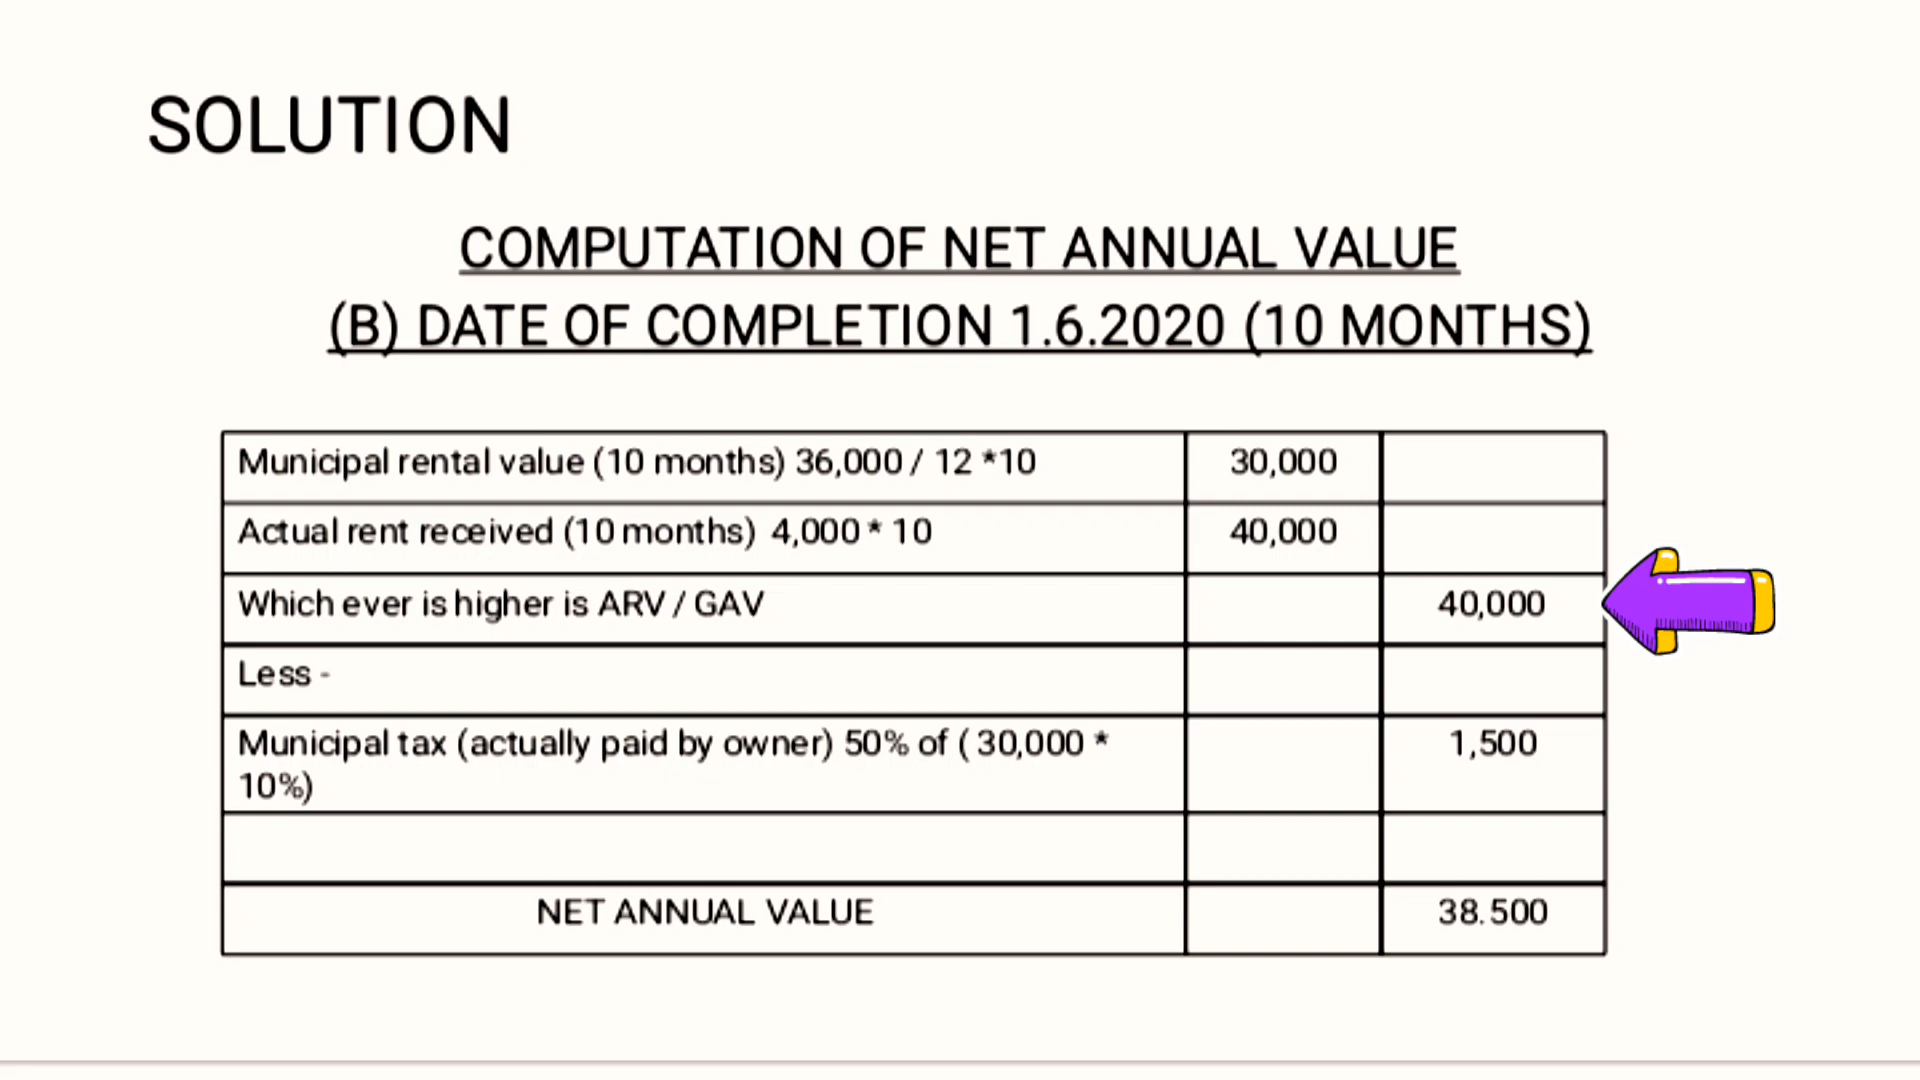 SOLUTION
COMPUTATION OF NET ANNUAL VALUE
(B) DATE OF COMPLETION 1.6.2020 (10 MONTHS)
Municipal rental value (10 months) 36,000 / 12 *10 30,000
Actual rent received (10 months) 4,000 * 10 40,000
Which ever is higher is ARV / GAV 40,000
Less -
Municipal tax (actually paid by owner) 50% of ( 30,000 * 1,500
10%)
NET ANNUAL VALUE 38.500